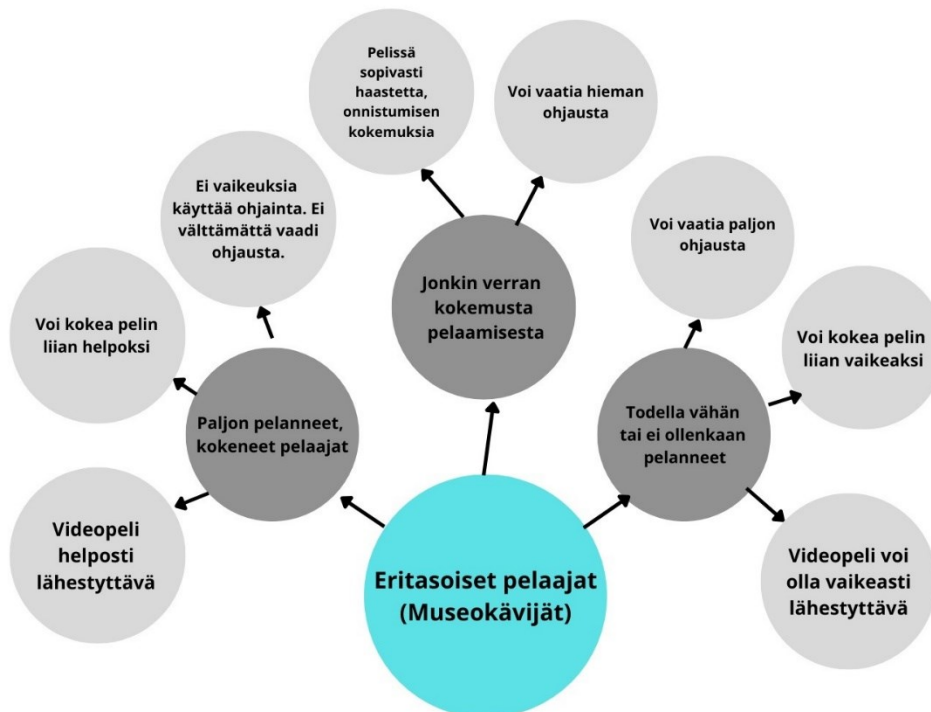 Pelissä
sopivasti
haastetta,
onnistumisen
kokemuksia
Voi vaatia hieman
ohjausta
Ei vaikeuksia
käyttää ohjainta. Ei
välttämättä vaadi
ohjausta.
Voi vaatia paljon
ohjausta
Jonkin verran
kokemusta
pelaamisesta
Voi kokea pelin
liian helpoksi
Voi kokea pelin
liian vaikeaksi
Paljon pelanneet,
kokeneet pelaajat
Todella vähän
tai ei ollenkaan
pelanneet
Videopeli
helposti
lähestyttävä
Videopeli voi
olla vaikeasti
lähestyttävä
Eritasoiset pelaajat
(Museokävijät)